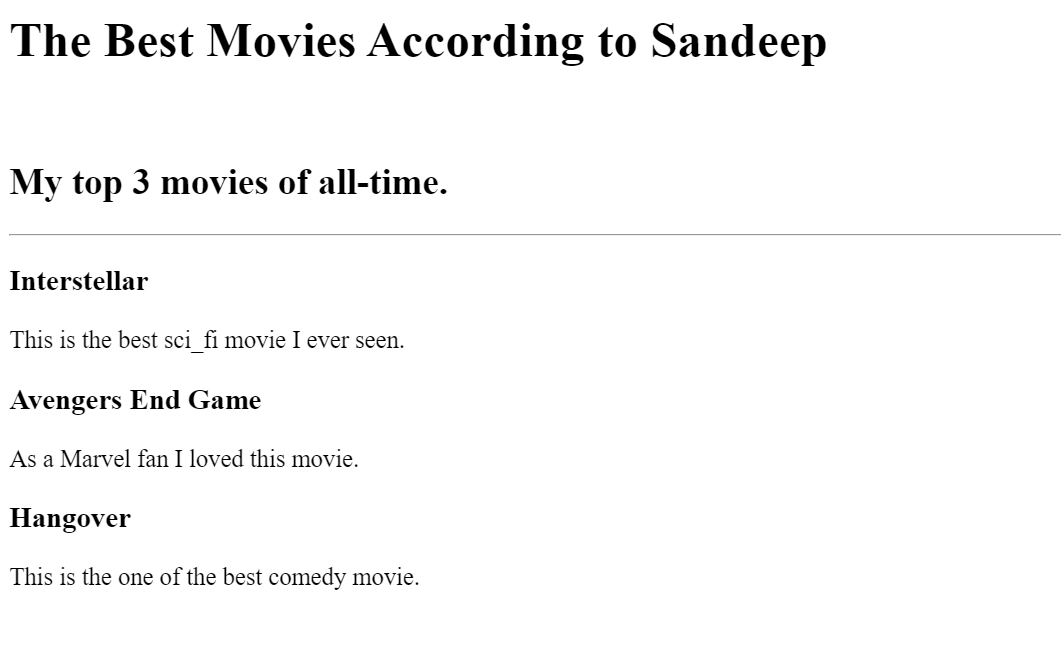 The Best Movies According to Sandeep
My top 3 movies of all-time.
Interstellar
This is the best sci_fi movie I ever seen.
Avengers End Game
As a Marvel fan I loved this movie.
Hangover
This is the one of the best comedy movie.